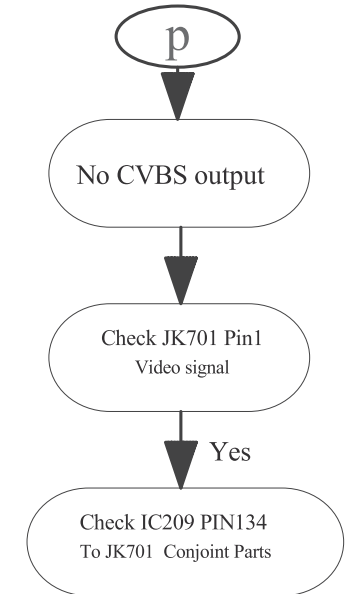 p
No CVBS output
Check JK701 Pin1
Video signal
Yes
Check IC209 PIN134
To JK701 Conjoint Parts